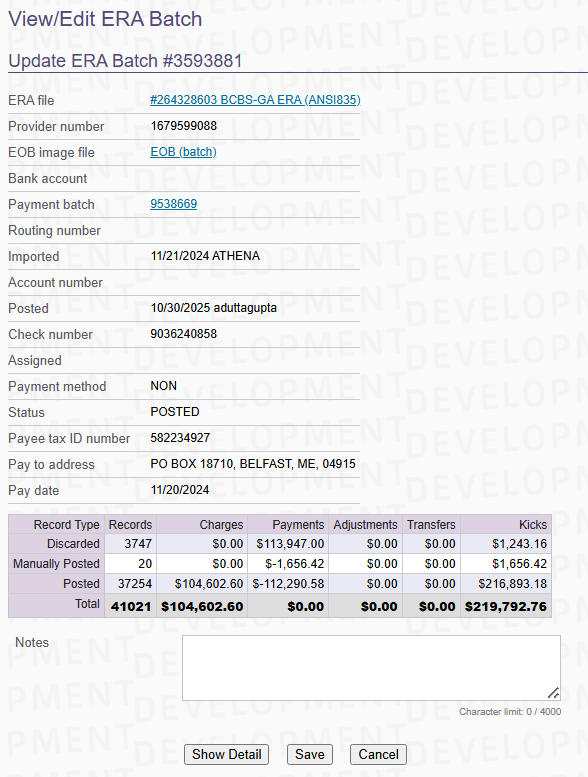 View/Edit ERA Batch
Update ERA Batch #3593881
ERA file #264328603 BCBS-GA ERA (ANSI835)
Provider number 1679599088
EOB image file EOB (batch)
Bank account
Payment batch 9538669
Routing number
Imported 11/21/2024 ATHENA
Account number
Posted 10/30/2025 aduttagupta
Check number 9036240858
Assigned
Payment method NON
Status POSTED
Payee tax ID number 582234927
Pay to address PO BOX 18710, BELFAST, ME, 04915
Pay date 11/20/2024
Record Type Records Charges Payments Adjustments Transfers Kicks
Discarded 3747 $0.00 $113,947.00 $0.00 $0.00 $1,243.16
Manually Posted 20 $0.00 $-1,656.42 $0.00 $0.00 $1,656.42
Posted 37254 $104,602.60 $-112,290.58 $0.00 $0.00 $216,893.18
Total 41021 $104,602.60 $0.00 $0.00 $0.00 $219,792.76
Notes
Character limit: 0 / 4000
Show Detail Save Cancel
DEVELOPMENT